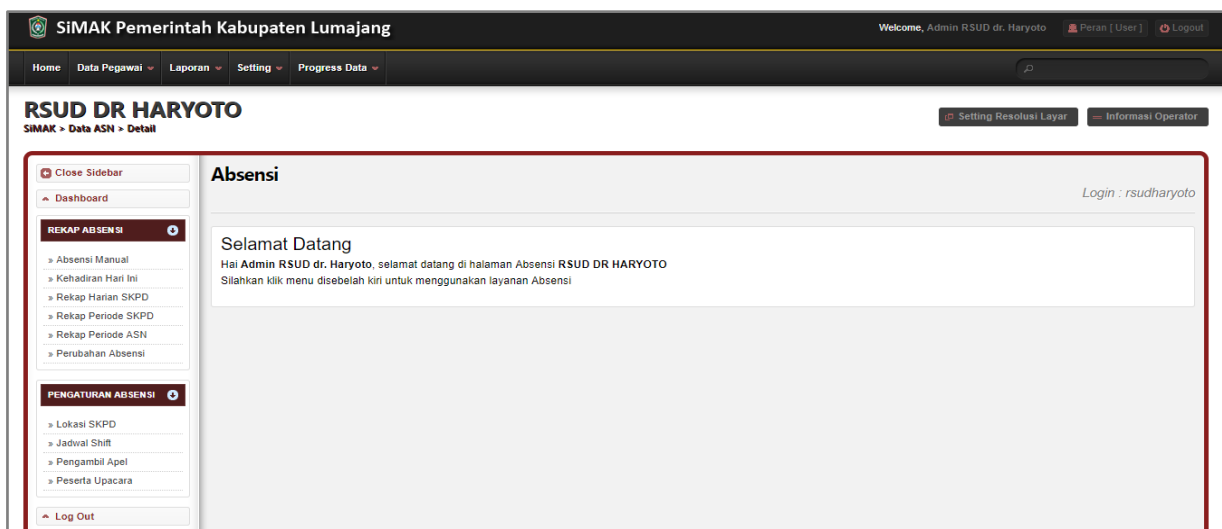 SiMAK Pemerintah Kabupaten Lumajang
Welcome, Admin RSUD dr. Haryoto Peran [ User ] Logout
Home Data Pegawai Laporan Setting Progress Data
RSUD DR HARYOTO
SiMAK > Data ASN > Detail
Setting Resolusi Layar Informasi Operator
Close Sidebar
Dashboard
REKAP ABSENSI
» Absensi Manual
» Kehadiran Hari Ini
» Rekap Harian SKPD
» Rekap Periode SKPD
» Rekap Periode ASN
» Perubahan Absensi
PENGATURAN ABSENSI
» Lokasi SKPD
» Jadwal Shift
» Pengambil Apel
» Peserta Upacara
Log Out
Absensi
Login : rsudharyoto
Selamat Datang
Hai Admin RSUD dr. Haryoto, selamat datang di halaman Absensi RSUD DR HARYOTO
Silahkan klik menu disebelah kiri untuk menggunakan layanan Absensi